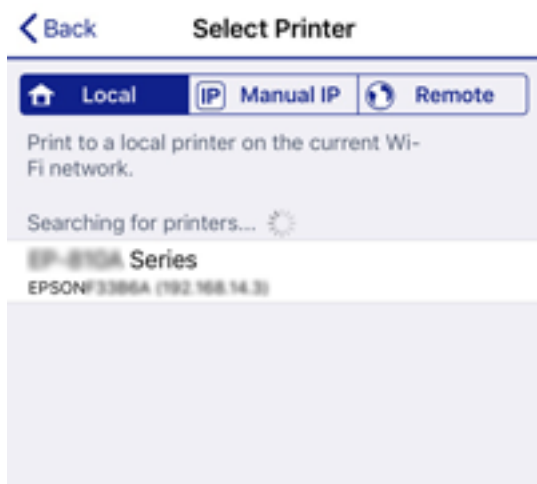 Back
Select Printer
Local
IP Manual IP
Remote
Print to a local printer on the current Wi-
Fi network.
Searching for printers...
Series
EPSON